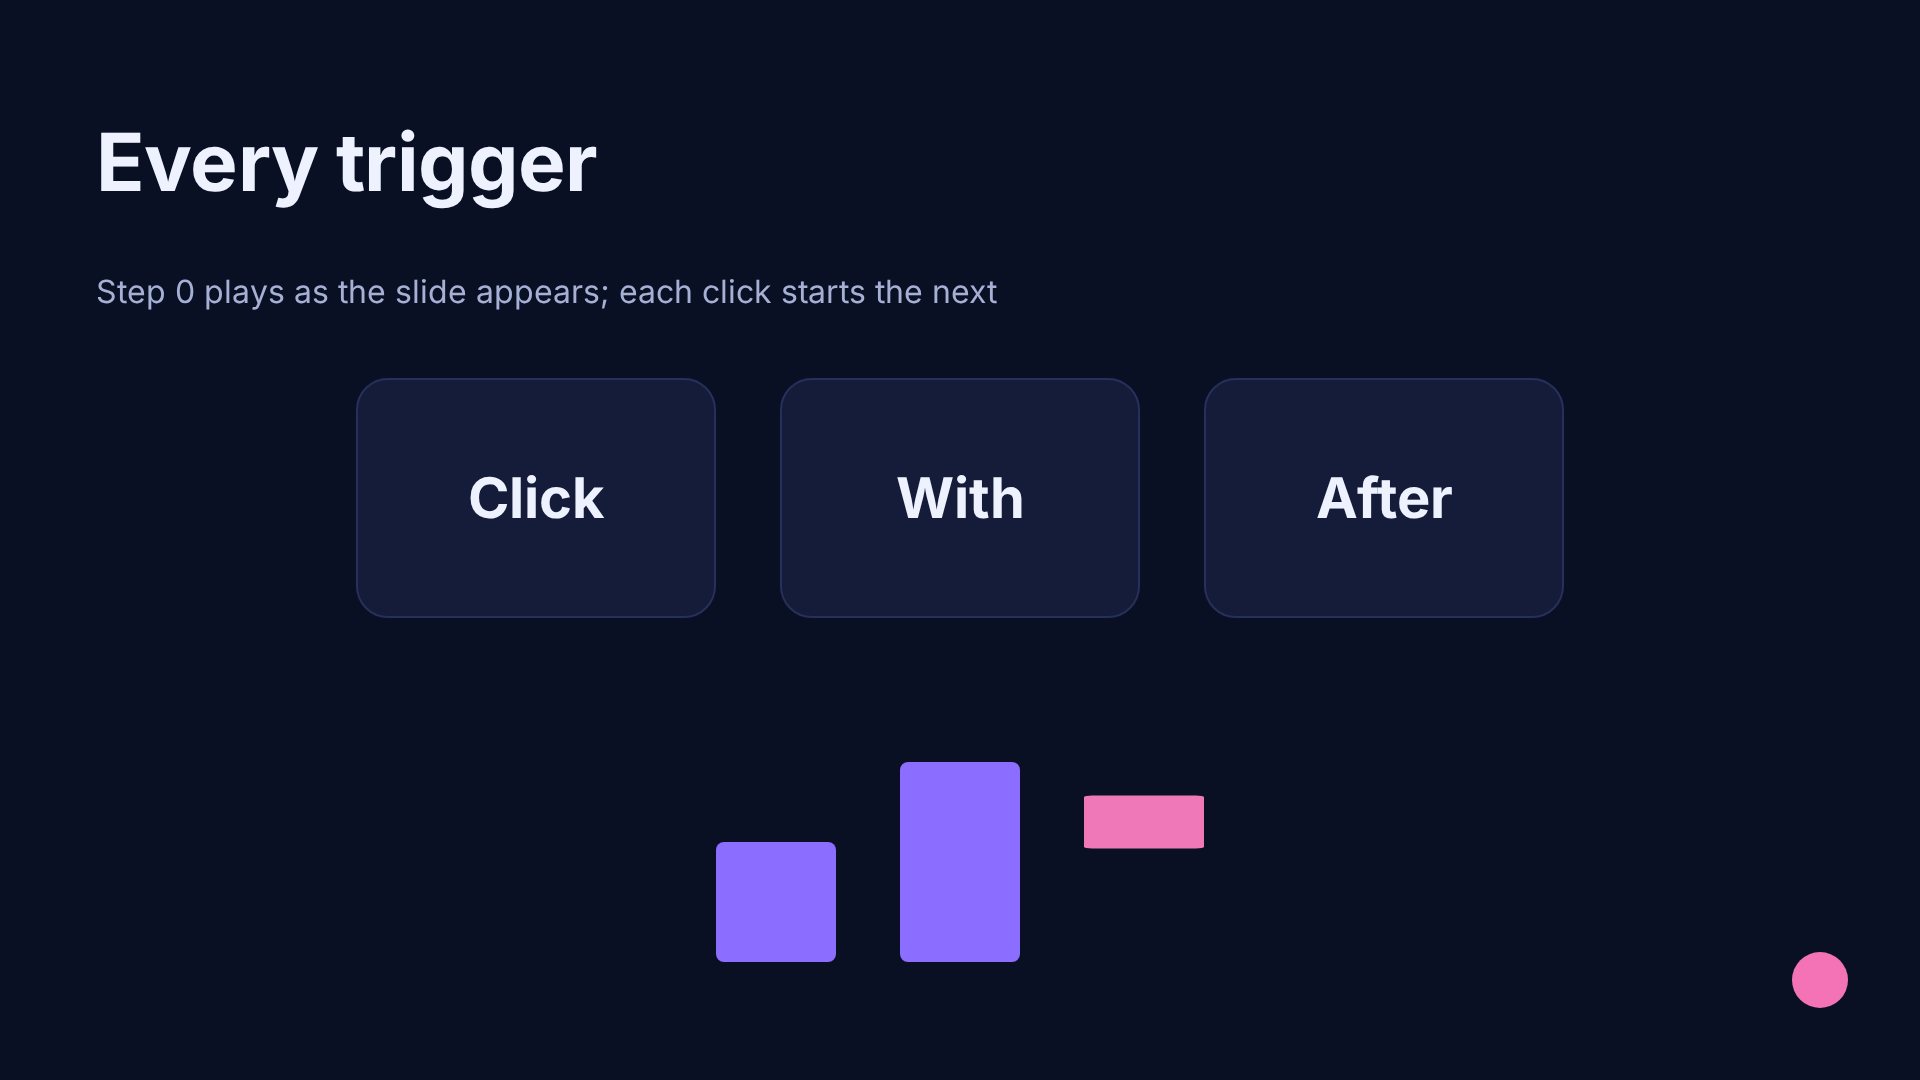 Every trigger
Step 0 plays as the slide appears; each click starts the next
Click
With
After